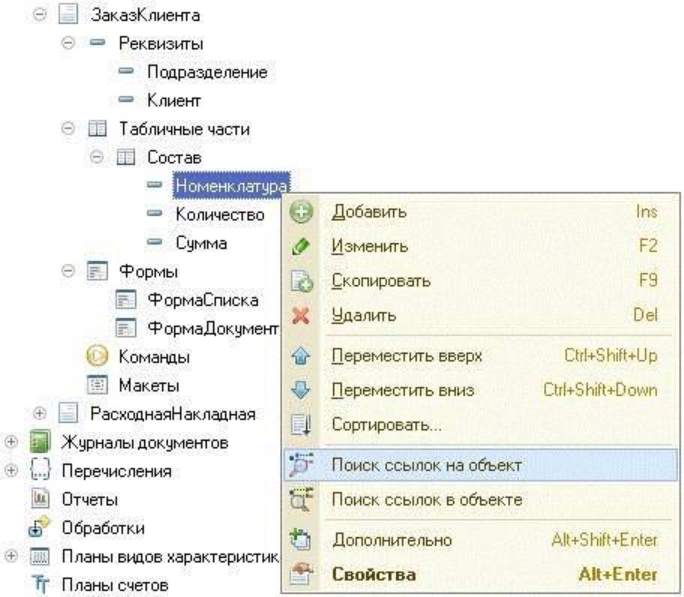 ЗаказКлиента
Реквизиты
Подразделение
Клиент
Табличные части
Состав
Номенклатура
Количество
Сумма
Формы
ФормаСписка
ФормаДокумент
Команды
Макеты
РасходнаяНакладная
Журналы документов
Перечисления
Отчеты
Обработки
Планы видов характеристик
Планы счетов
Добавить Ins
Изменить F2
Скопировать F9
Удалить Del
Переместить вверх Ctrl+Shift+Up
Переместить вниз Ctrl+Shift+Down
Сортировать...
Поиск ссылок на объект
Поиск ссылок в объекте
Дополнительно Alt+Shift+Enter
Свойства Alt+Enter